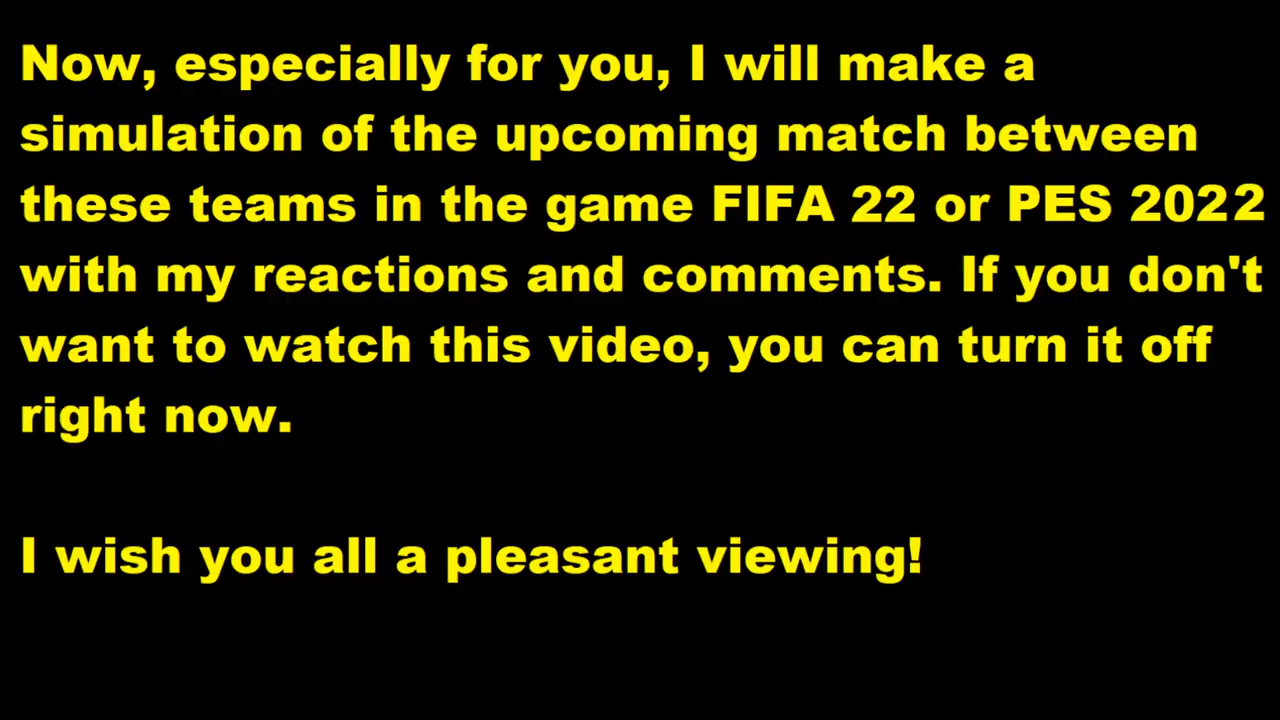 Now, especially for you, I will make a
simulation of the upcoming match between
these teams in the game FIFA 22 or PES 2022
with my reactions and comments. If you don't
want to watch this video, you can turn it off
right now.
I wish you all a pleasant viewing!